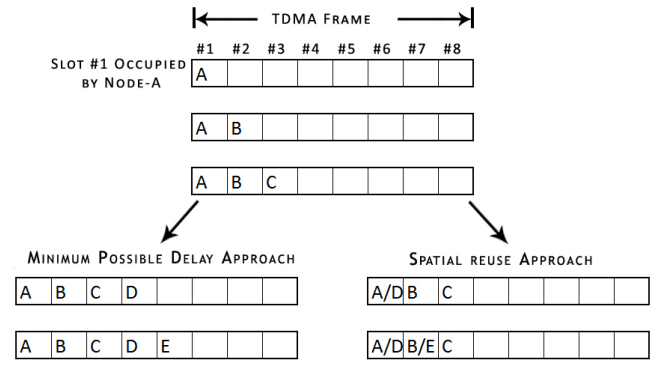 TDMA FRAME
#1 #2 #3 #4 #5 #6 #7 #8
SLOT #1 OCCUPIED
BY NODE-A
A
A B
A B C
MINIMUM POSSIBLE DELAY APPROACH
SPATIAL REUSE APPROACH
A B C D
A/D B C
A B C D E
A/D B/E C